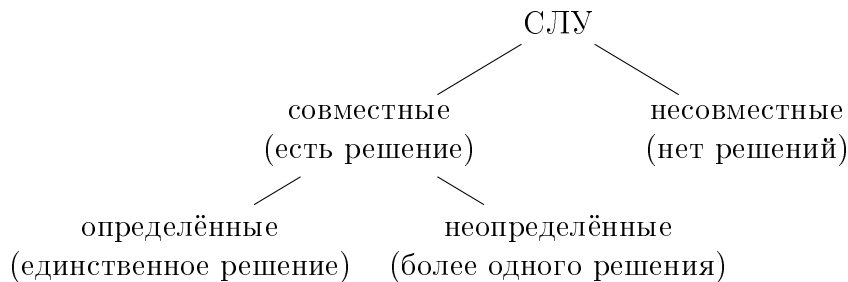 СЛУ
совместные
(есть решение)
несовместные
(нет решений)
определённые
(единственное решение)
неопределённые
(более одного решения)